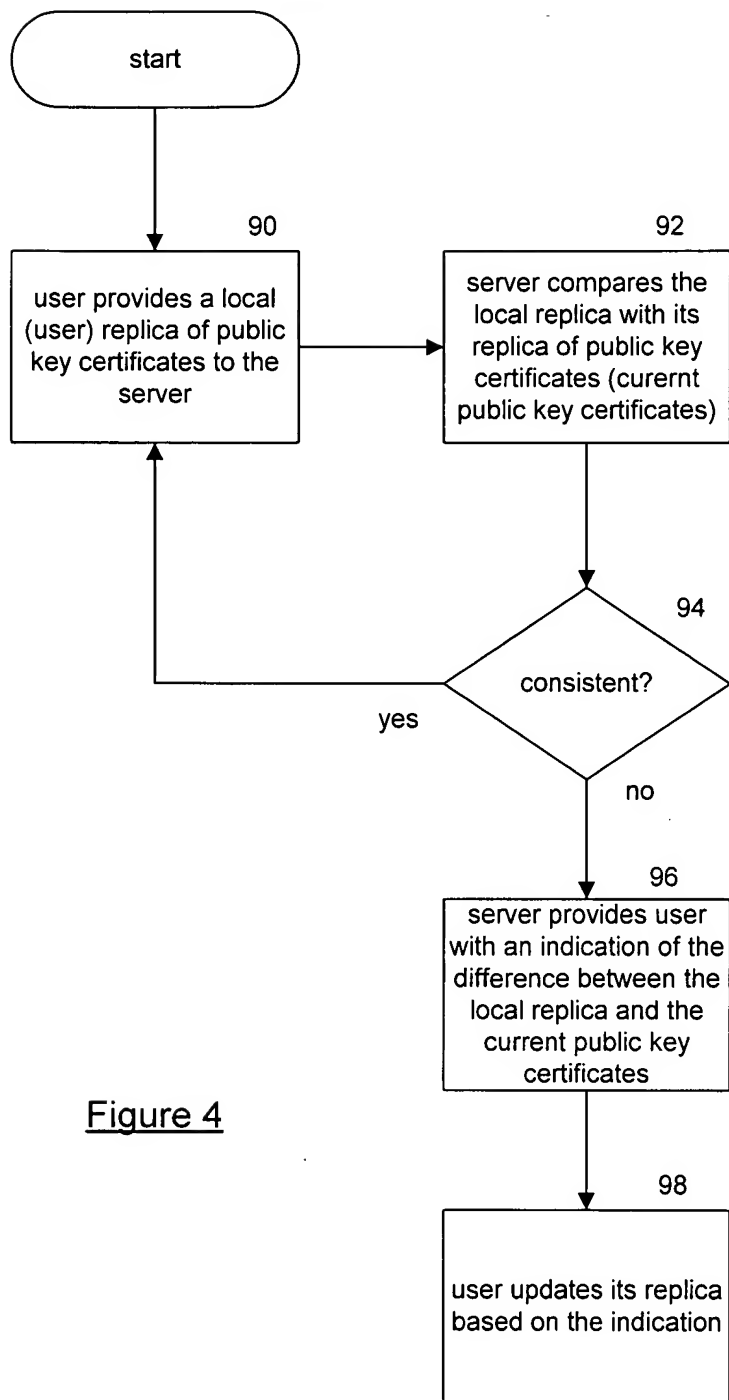 start
90
user provides a local
(user) replica of public
key certificates to the
server
92
server compares the
local replica with its
replica of public key
certificates (curernt
public key certificates)
94
consistent?
yes
no
96
server provides user
with an indication of the
difference between the
local replica and the
current public key
certificates
Figure 4
98
user updates its replica
based on the indication